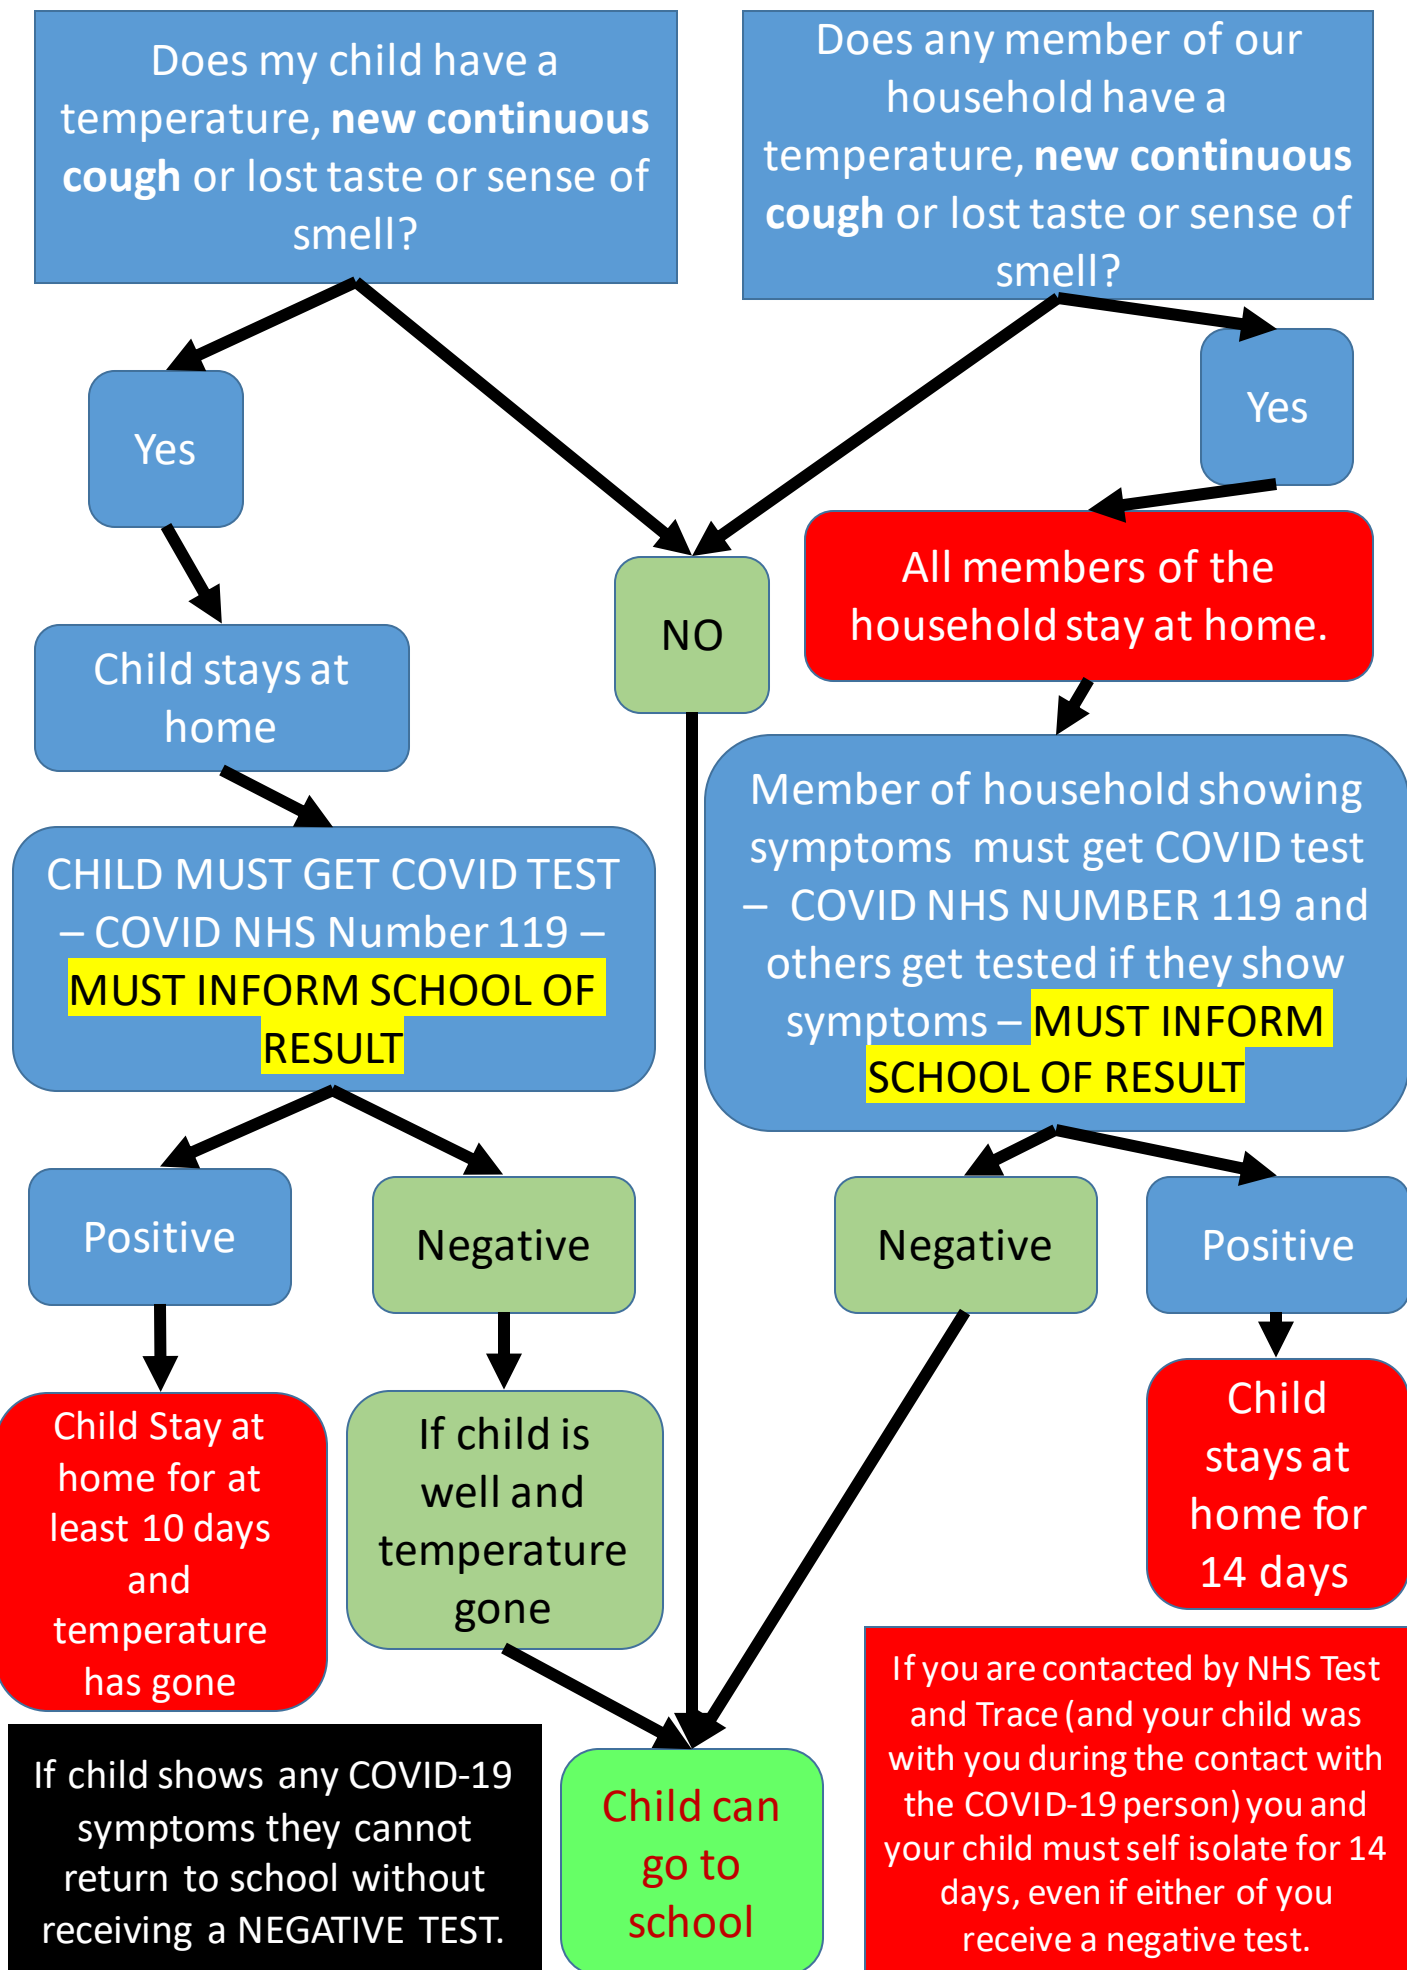 Does my child have a
temperature, new continuous
cough or lost taste or sense of
smell?
Does any member of our
household have a
temperature, new continuous
cough or lost taste or sense of
smell?
Yes
Yes
NO
All members of the
household stay at home.
Child stays at
home
Member of household showing
symptoms must get COVID test
– COVID NHS NUMBER 119 and
others get tested if they show
symptoms – MUST INFORM
SCHOOL OF RESULT
CHILD MUST GET COVID TEST
– COVID NHS Number 119 –
MUST INFORM SCHOOL OF
RESULT
Positive
Negative
Negative
Positive
Child Stay at
home for at
least 10 days
and
temperature
has gone
If child is
well and
temperature
gone
Child
stays at
home for
14 days
If child shows any COVID-19
symptoms they cannot
return to school without
receiving a NEGATIVE TEST.
Child can
go to
school
If you are contacted by NHS Test
and Trace (and your child was
with you during the contact with
the COVID-19 person) you and
your child must self isolate for 14
days, even if either of you
receive a negative test.